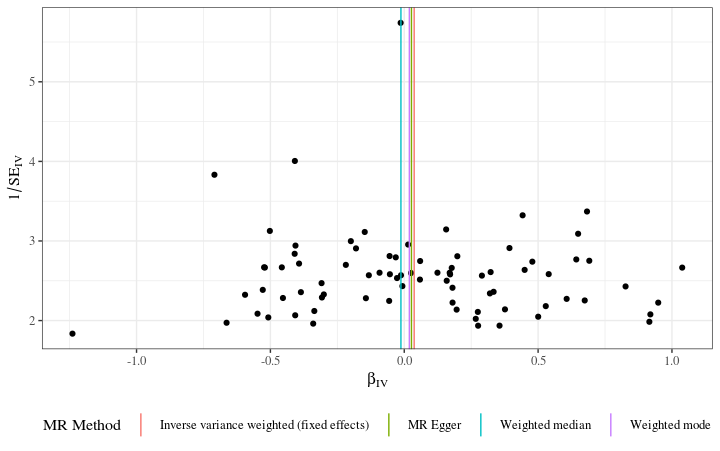 5
4
3
2
1/SE_IV
-1.0 -0.5 0.0 0.5 1.0
β_IV
MR Method Inverse variance weighted (fixed effects) MR Egger Weighted median Weighted mode